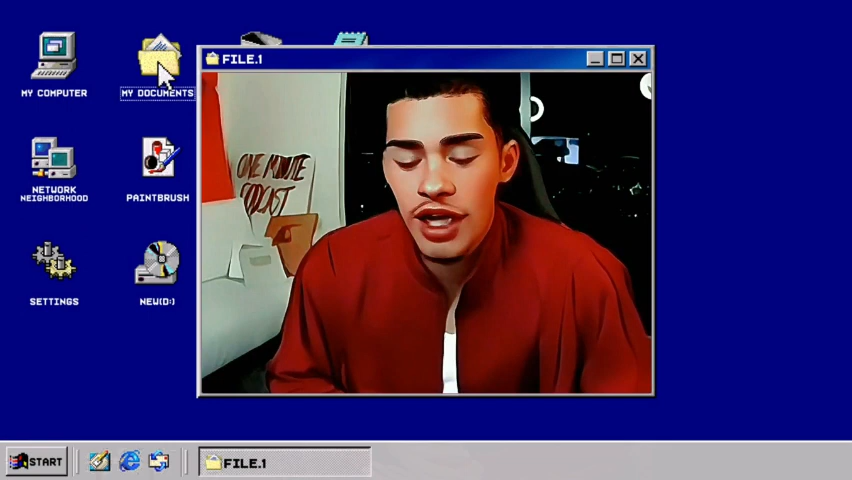 FILE.1
MY COMPUTER
MY DOCUMENTS
ONE MINUTE
PODCAST
NETWORK
NEIGHBORHOOD
PAINTBRUSH
SETTINGS
NEW(D:)
START
FILE.1